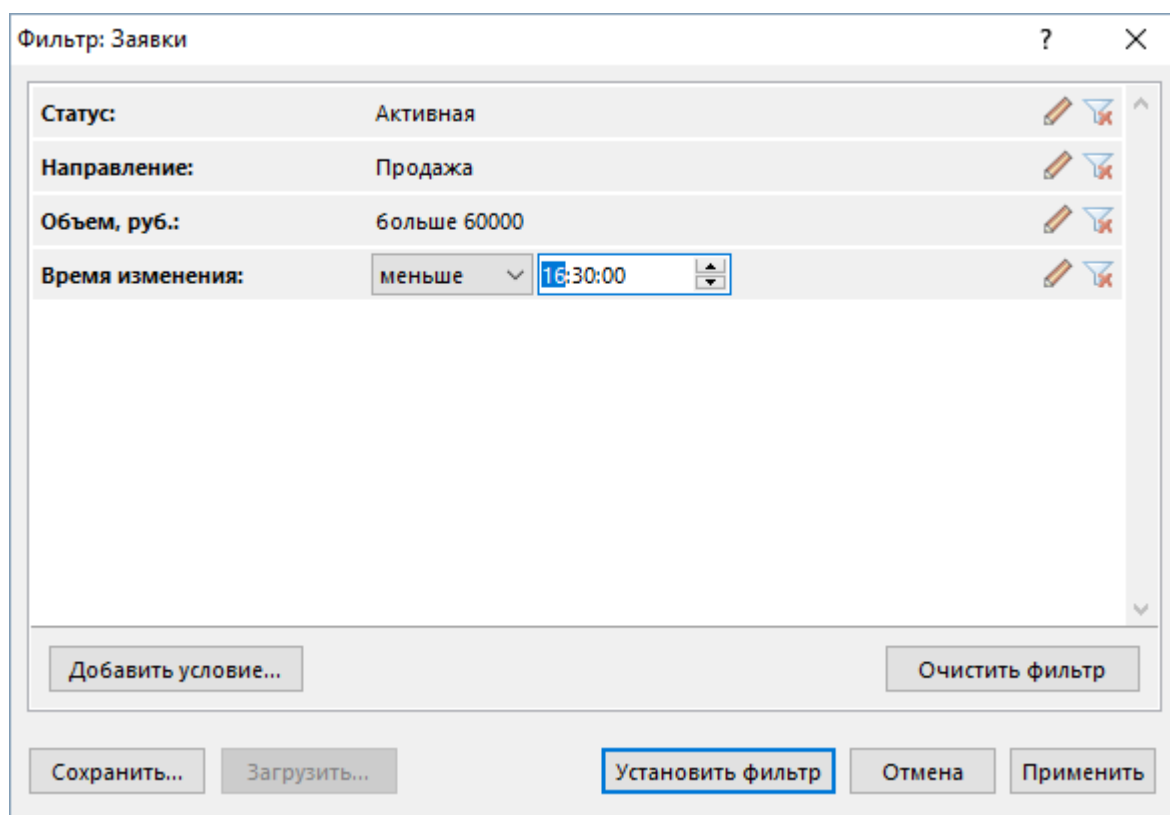 Фильтр: Заявки ?
Статус: Активная
Направление: Продажа
Объем, руб.: больше 60000
Время изменения: меньше 16:30:00
Добавить условие... Очистить фильтр
Сохранить... Загрузить... Установить фильтр Отмена Применить